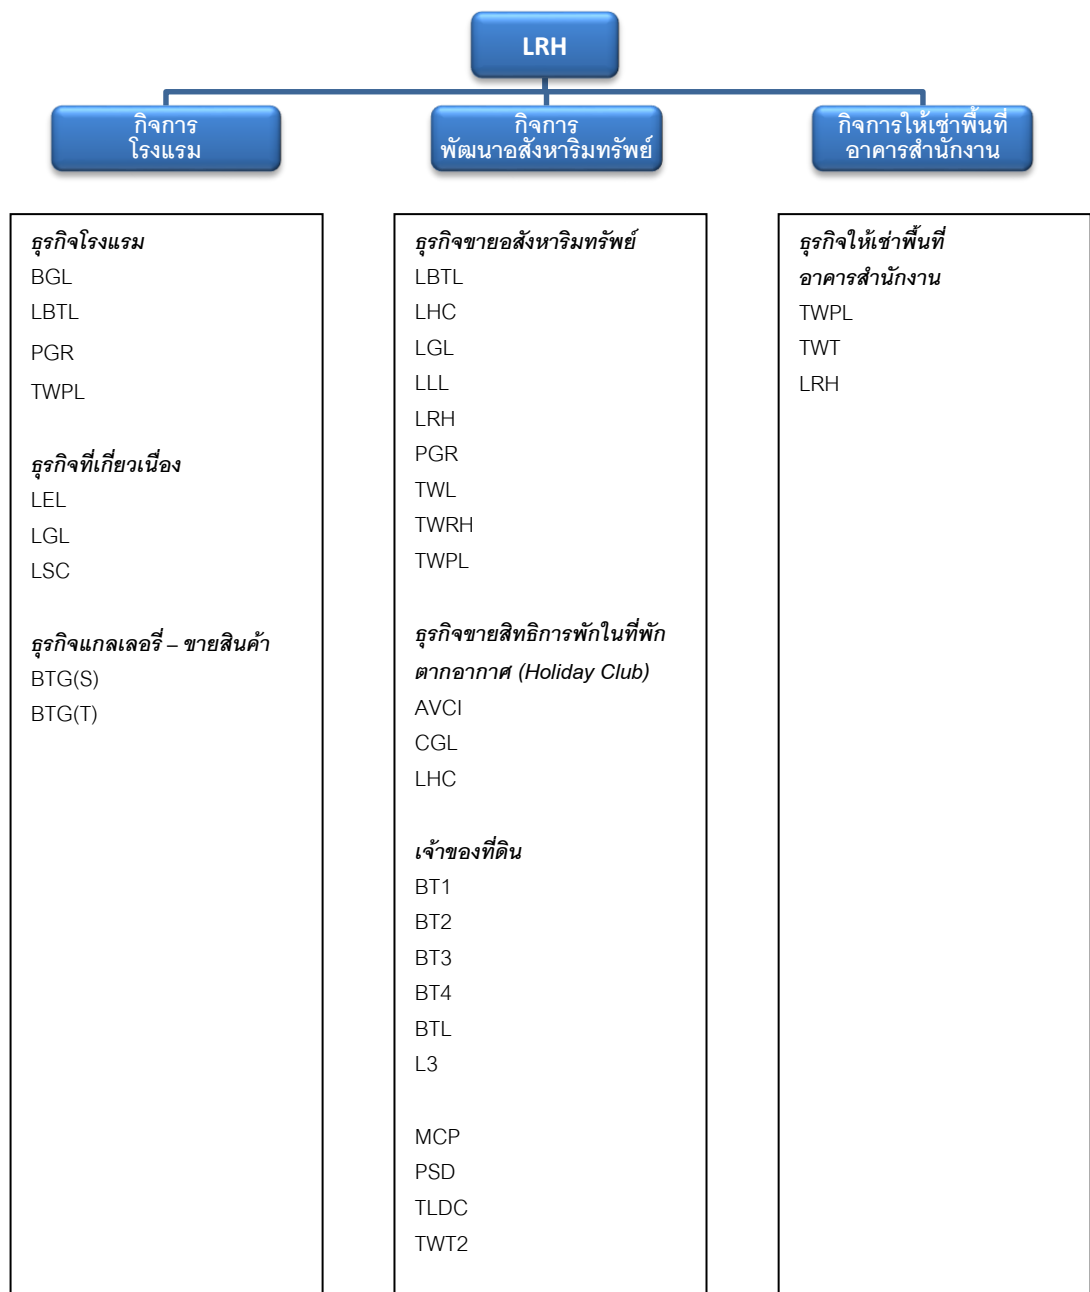 LRH
กิจการ
โรงแรม
กิจการ
พัฒนาอสังหาริมทรัพย์
กิจการให้เช่าพื้นที่
อาคารสำนักงาน
ธุรกิจโรงแรม
BGL
LBTL
PGR
TWPL
ธุรกิจที่เกี่ยวเนื่อง
LEL
LGL
LSC
ธุรกิจแกลเลอรี่ – ขายสินค้า
BTG(S)
BTG(T)
ธุรกิจขายอสังหาริมทรัพย์
LBTL
LHC
LGL
LLL
LRH
PGR
TWL
TWRH
TWPL
ธุรกิจขายสิทธิการพักในที่พัก
ตากอากาศ (Holiday Club)
AVCI
CGL
LHC
เจ้าของที่ดิน
BT1
BT2
BT3
BT4
BTL
L3
MCP
PSD
TLDC
TWT2
ธุรกิจให้เช่าพื้นที่
อาคารสำนักงาน
TWPL
TWT
LRH